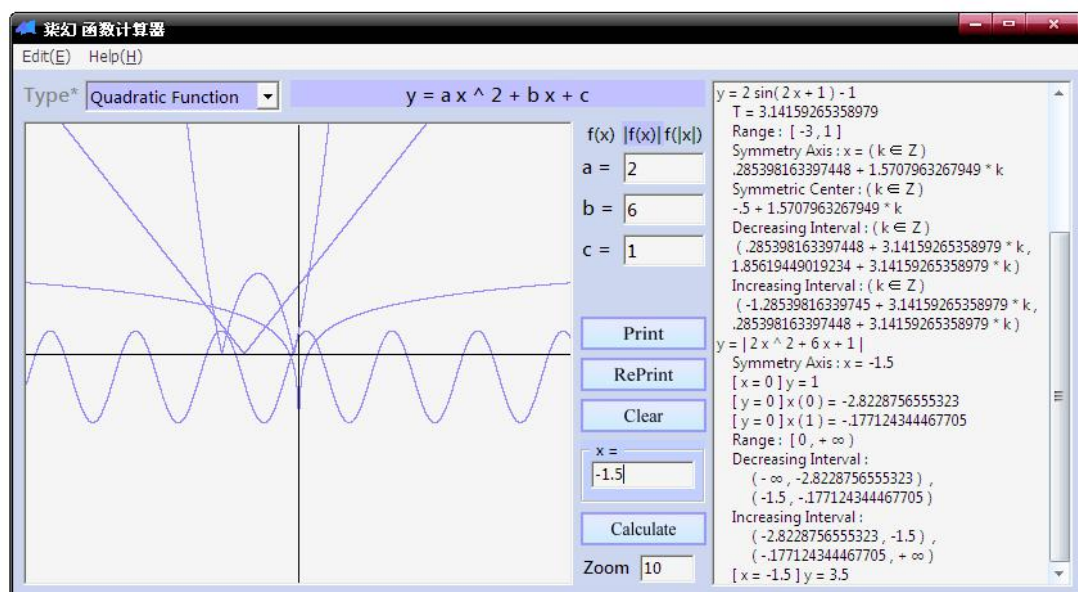 柒幻 函数计算器
Edit(E) Help(H)
Type* Quadratic Function
y = a x ^ 2 + b x + c
f(x) |f(x)| f(|x|)
a = 2
b = 6
c = 1
Print
RePrint
Clear
x =
-1.5
Calculate
Zoom 10
y = 2 sin( 2 x + 1 ) - 1
T = 3.14159265358979
Range : [ -3 , 1 ]
Symmetry Axis : x = ( k ∈ Z )
.285398163397448 + 1.5707963267949 * k
Symmetric Center : ( k ∈ Z )
-.5 + 1.5707963267949 * k
Decreasing Interval : ( k ∈ Z )
( .285398163397448 + 3.14159265358979 * k ,
1.85619449019234 + 3.14159265358979 * k )
Increasing Interval : ( k ∈ Z )
( -1.28539816339745 + 3.14159265358979 * k ,
.285398163397448 + 3.14159265358979 * k )
y = | 2 x ^ 2 + 6 x + 1 |
Symmetry Axis : x = -1.5
[ x = 0 ] y = 1
[ y = 0 ] x ( 0 ) = -2.8228756555323
[ y = 0 ] x ( 1 ) = -.177124344467705
Range : [ 0 , + ∞ )
Decreasing Interval :
( - ∞ , -2.8228756555323 ) ,
( -1.5 , -.177124344467705 )
Increasing Interval :
( -2.8228756555323 , -1.5 ) ,
( -.177124344467705 , + ∞ )
[ x = -1.5 ] y = 3.5